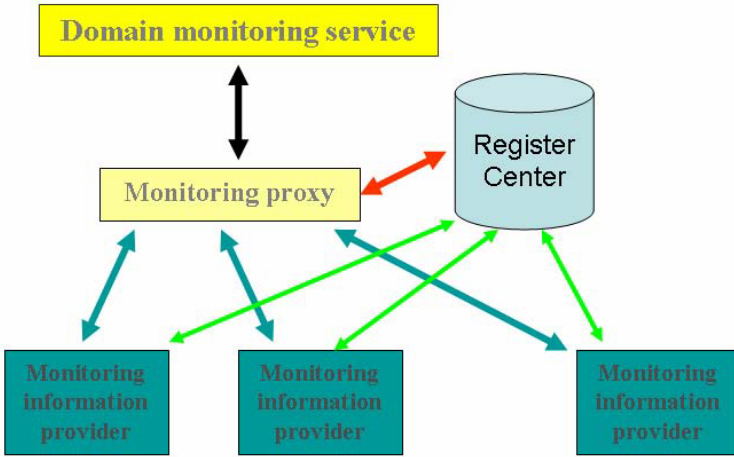 Domain monitoring service
Register
Center
Monitoring proxy
Monitoring
information
provider
Monitoring
information
provider
Monitoring
information
provider